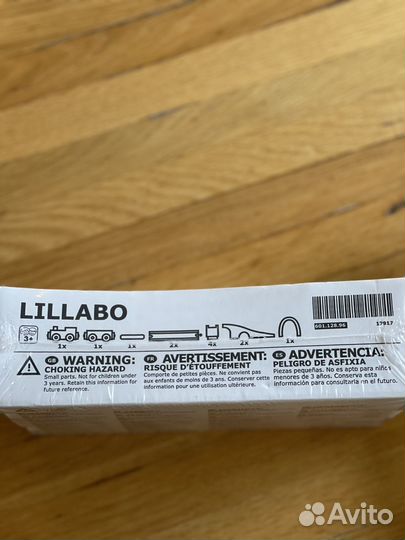 LILLABO
3+
1x 1x 1x 2x 4x 2x 1x
601.128.96 17917
GB WARNING:
CHOKING HAZARD
Small parts. Not for children under
3 years. Retain this information for
future reference.
FR AVERTISSEMENT:
RISQUE D'ÉTOUFFEMENT
Comporte de petites pièces. Ne convient pas
aux enfants de moins de 3 ans. Conserver cette
information pour une utilisation ultérieure.
ES ADVERTENCIA:
PELIGRO DE ASFIXIA
Piezas pequeñas. No es apto para niños
menores de 3 años. Conserva esta
información para consultarla en el futuro.
Avito